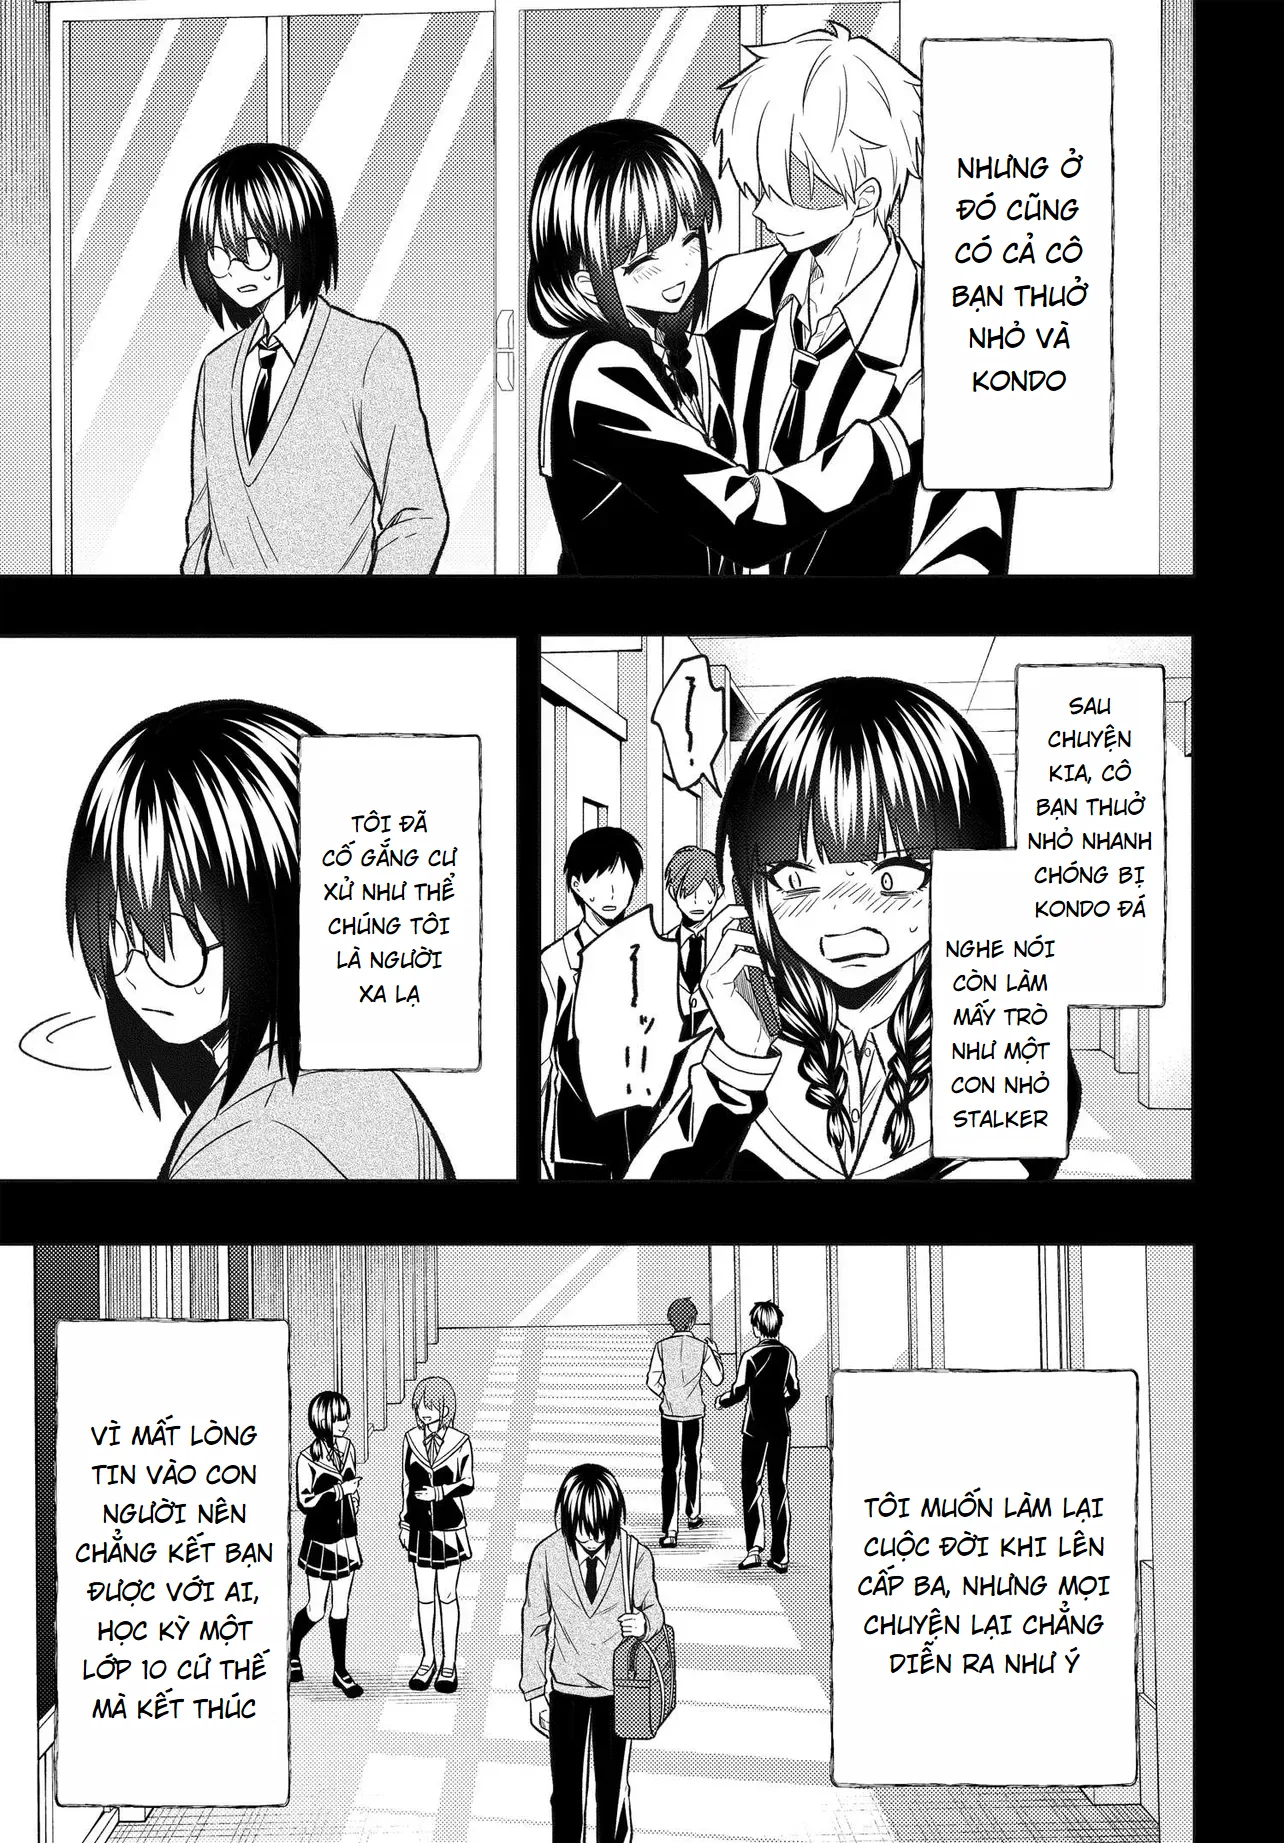 NHƯNG Ở
ĐÓ CŨNG
CÓ CẢ CÔ
BẠN THUỞ
NHỎ VÀ
KONDO
SAU
CHUYỆN
KIA, CÔ
BẠN THUỞ
NHỎ NHANH
CHÓNG BỊ
KONDO ĐÁ
NGHE NÓI
CÒN LÀM
MẤY TRÒ
NHƯ MỘT
CON NHỎ
STALKER
TÔI ĐÃ
CỐ GẮNG CƯ
XỬ NHƯ THỂ
CHÚNG TÔI
LÀ NGƯỜI
XA LẠ
TÔI MUỐN LÀM LẠI
CUỘC ĐỜI KHI LÊN
CẤP BA, NHƯNG MỌI
CHUYỆN LẠI CHẲNG
DIỄN RA NHƯ Ý
VÌ MẤT LÒNG
TIN VÀO CON
NGƯỜI NÊN
CHẲNG KẾT BẠN
ĐƯỢC VỚI AI,
HỌC KỲ MỘT
LỚP 10 CỨ THẾ
MÀ KẾT THÚC